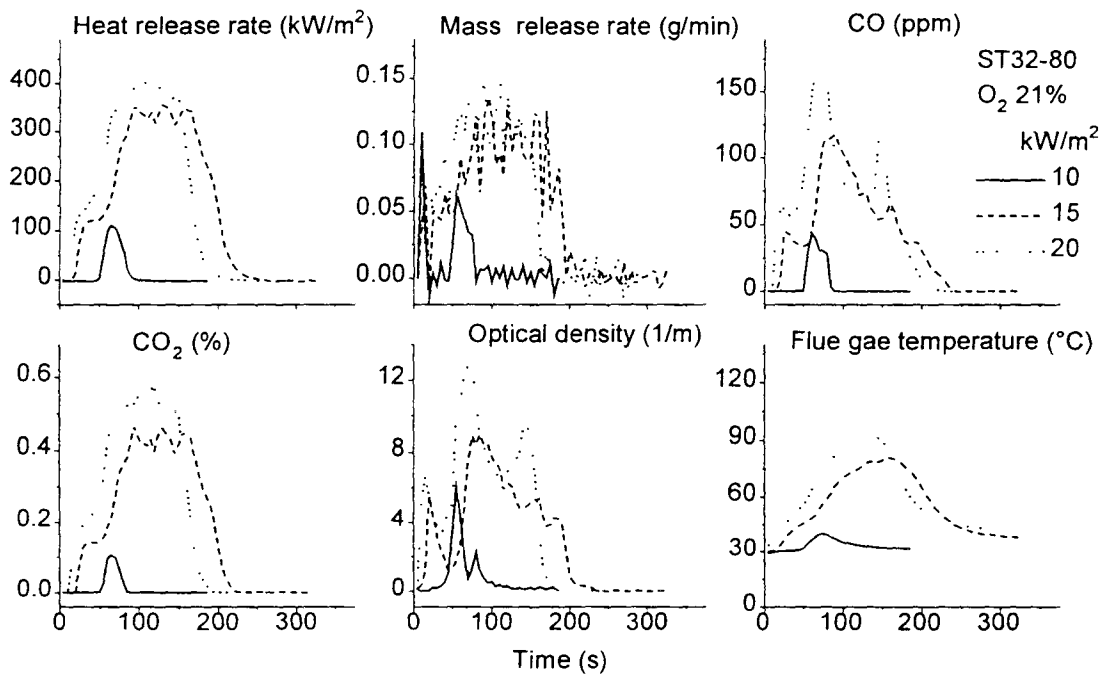 Heat release rate (kW/m²)
Mass release rate (g/min)
CO (ppm)
400
300
200
100
0
0.15
0.10
0.05
0.00
150
100
50
0
ST32-80
O₂ 21%
kW/m²
10
15
20
CO₂ (%)
Optical density (1/m)
Flue gae temperature (°C)
0.6
0.4
0.2
0.0
12
8
4
0
120
90
60
30
0
0 100 200 300
0 100 200 300
0 100 200 300
Time (s)